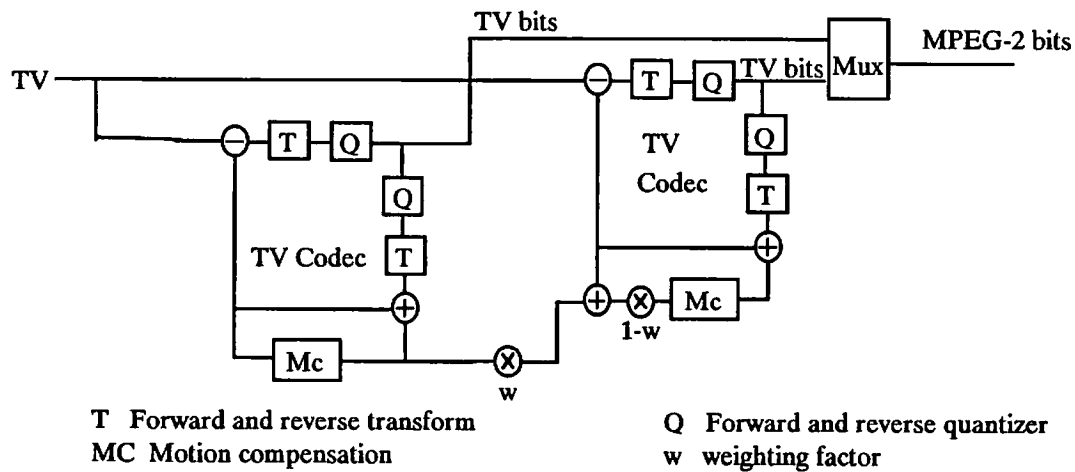 TV bits
MPEG-2 bits
TV
T Q TV bits Mux
T Q
Q
TV
Codec
Q
T
TV Codec
T
Mc
1-w
Mc
w
T Forward and reverse transform
Q Forward and reverse quantizer
MC Motion compensation
w weighting factor